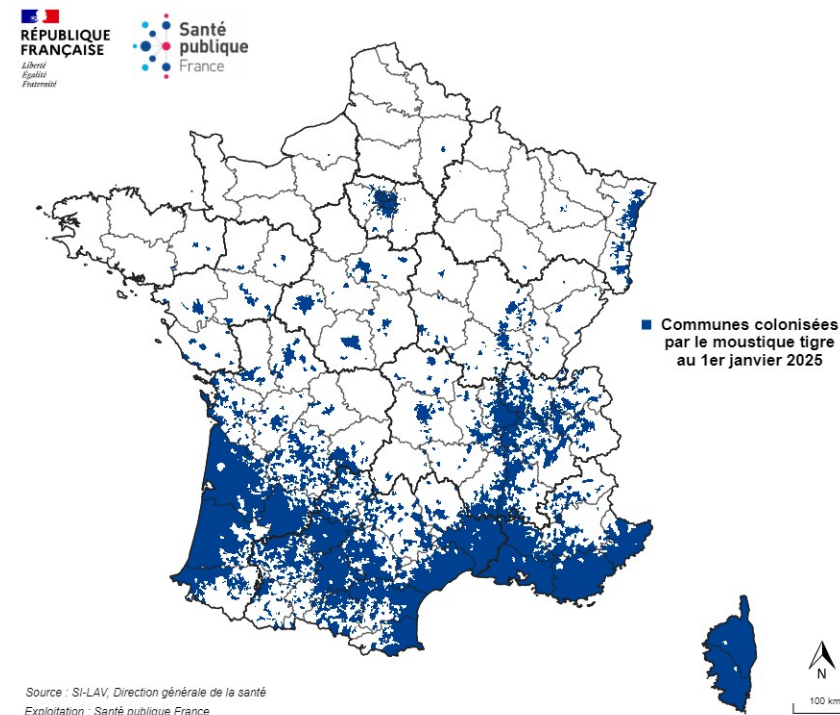 RÉPUBLIQUE
FRANÇAISE
Liberté
Égalité
Fraternité
Santé
publique
France
Communes colonisées
par le moustique tigre
au 1er janvier 2025
N
100 km
Source : SI-LAV, Direction générale de la santé
Exploitation : Santé publique France